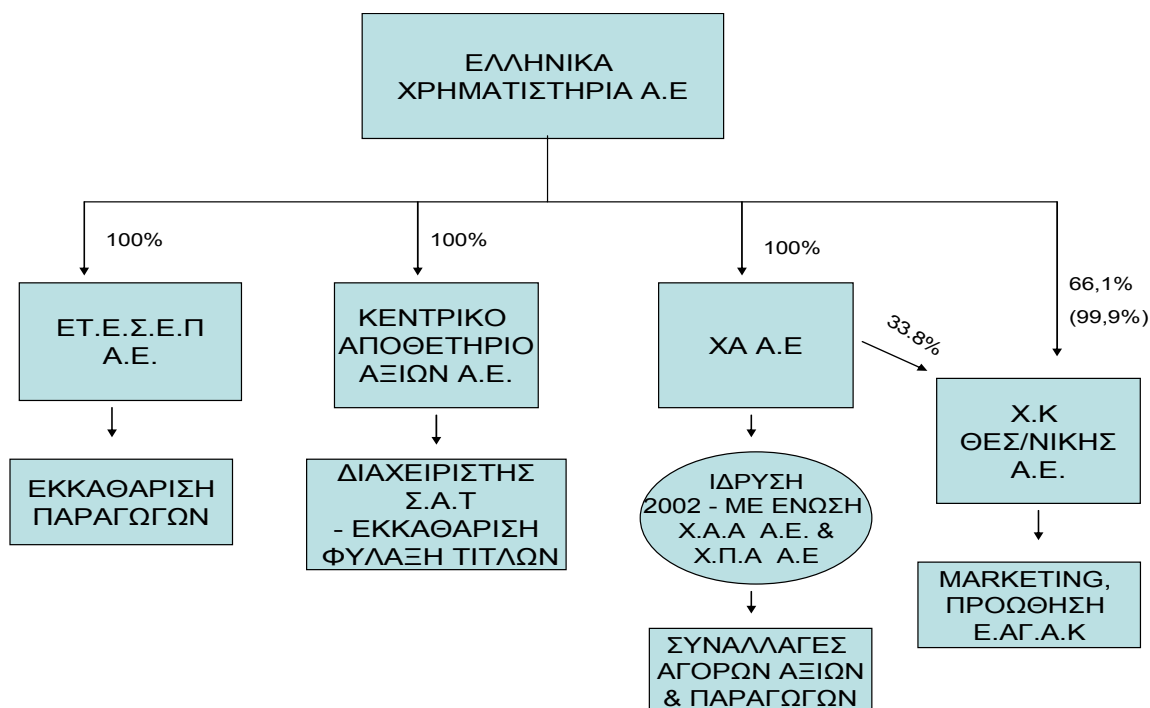 ΕΛΛΗΝΙΚΑ
ΧΡΗΜΑΤΙΣΤΗΡΙΑ Α.Ε
100%
100%
100%
66,1%
(99,9%)
33.8%
ΕΤ.Ε.Σ.Ε.Π
Α.Ε.
ΚΕΝΤΡΙΚΟ
ΑΠΟΘΕΤΗΡΙΟ
ΑΞΙΩΝ Α.Ε.
ΧΑ Α.Ε
Χ.Κ
ΘΕΣ/ΝΙΚΗΣ
Α.Ε.
ΕΚΚΑΘΑΡΙΣΗ
ΠΑΡΑΓΩΓΩΝ
ΔΙΑΧΕΙΡΙΣΤΗΣ
Σ.Α.Τ
- ΕΚΚΑΘΑΡΙΣΗ
ΦΥΛΑΞΗ ΤΙΤΛΩΝ
ΙΔΡΥΣΗ
2002 - ΜΕ ΕΝΩΣΗ
Χ.Α.Α Α.Ε. &
Χ.Π.Α Α.Ε
MARKETING,
ΠΡΟΩΘΗΣΗ
Ε.ΑΓ.Α.Κ
ΣΥΝΑΛΛΑΓΕΣ
ΑΓΟΡΩΝ ΑΞΙΩΝ
& ΠΑΡΑΓΩΓΩΝ